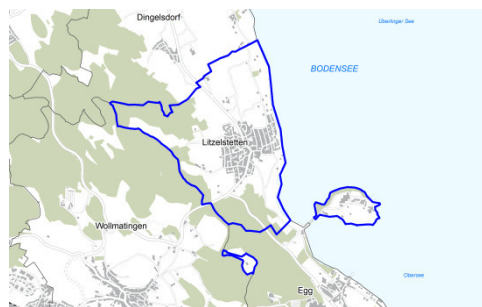 Dingelsdorf
Überlinger See
BODENSEE
Litzelstetten
Wollmatingen
Obersee
Egg